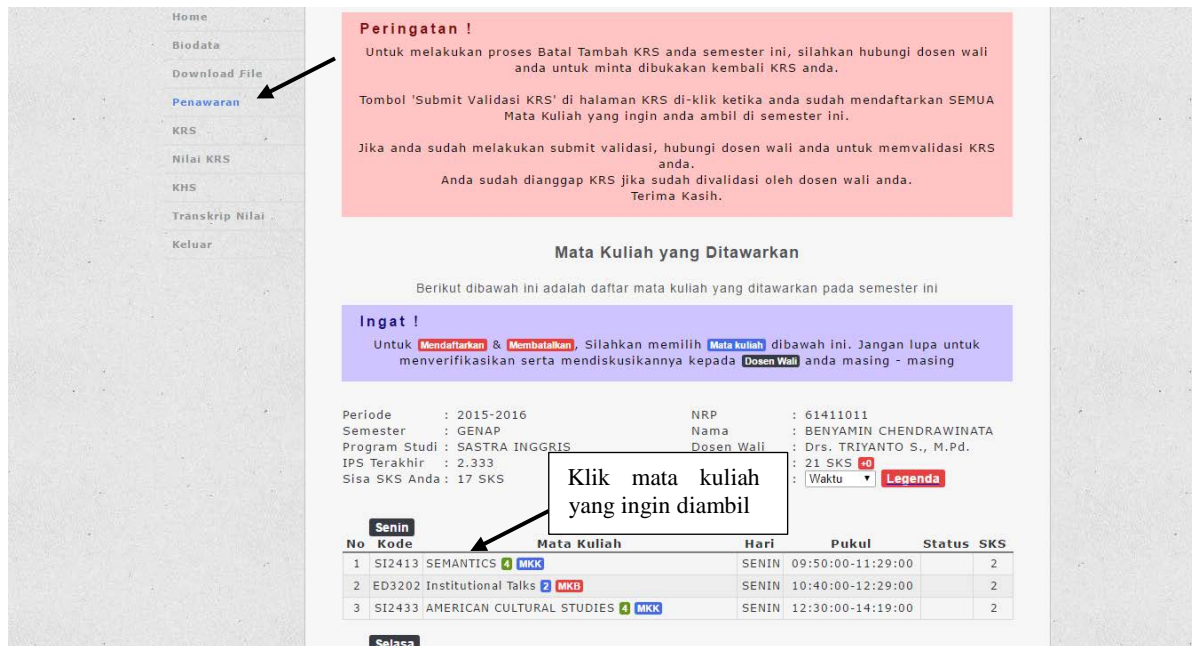 Home
Biodata
Download File
Penawaran
KRS
Nilai KRS
KHS
Transkrip Nilai
Keluar
Peringatan !
Untuk melakukan proses Batal Tambah KRS anda semester ini, silahkan hubungi dosen wali
anda untuk minta dibukakan kembali KRS anda.
Tombol 'Submit Validasi KRS' di halaman KRS di-klik ketika anda sudah mendaftarkan SEMUA
Mata Kuliah yang ingin anda ambil di semester ini.
Jika anda sudah melakukan submit validasi, hubungi dosen wali anda untuk memvalidasi KRS
anda.
Anda sudah dianggap KRS jika sudah divalidasi oleh dosen wali anda.
Terima Kasih.
Mata Kuliah yang Ditawarkan
Berikut dibawah ini adalah daftar mata kuliah yang ditawarkan pada semester ini
Ingat !
Untuk Mendaftarkan & Membatalkan, Silahkan memilih Mata kuliah dibawah ini. Jangan lupa untuk
menverifikasikan serta mendiskusikannya kepada Dosen Wali anda masing - masing
Periode : 2015-2016 NRP : 61411011
Semester : GENAP Nama : BENYAMIN CHENDRAWINATA
Program Studi : SASTRA INGGRIS Dosen Wali : Drs. TRIYANTO S., M.Pd.
IPS Terakhir : 2.333 : 21 SKS +0
Sisa SKS Anda : 17 SKS : Waktu Legenda
Klik mata kuliah
yang ingin diambil
Senin
No Kode Mata Kuliah Hari Pukul Status SKS
1 SI2413 SEMANTICS 4 MKK SENIN 09:50:00-11:29:00 2
2 ED3202 Institutional Talks 2 MKB SENIN 10:40:00-12:29:00 2
3 SI2433 AMERICAN CULTURAL STUDIES 4 MKK SENIN 12:30:00-14:19:00 2
Selasa